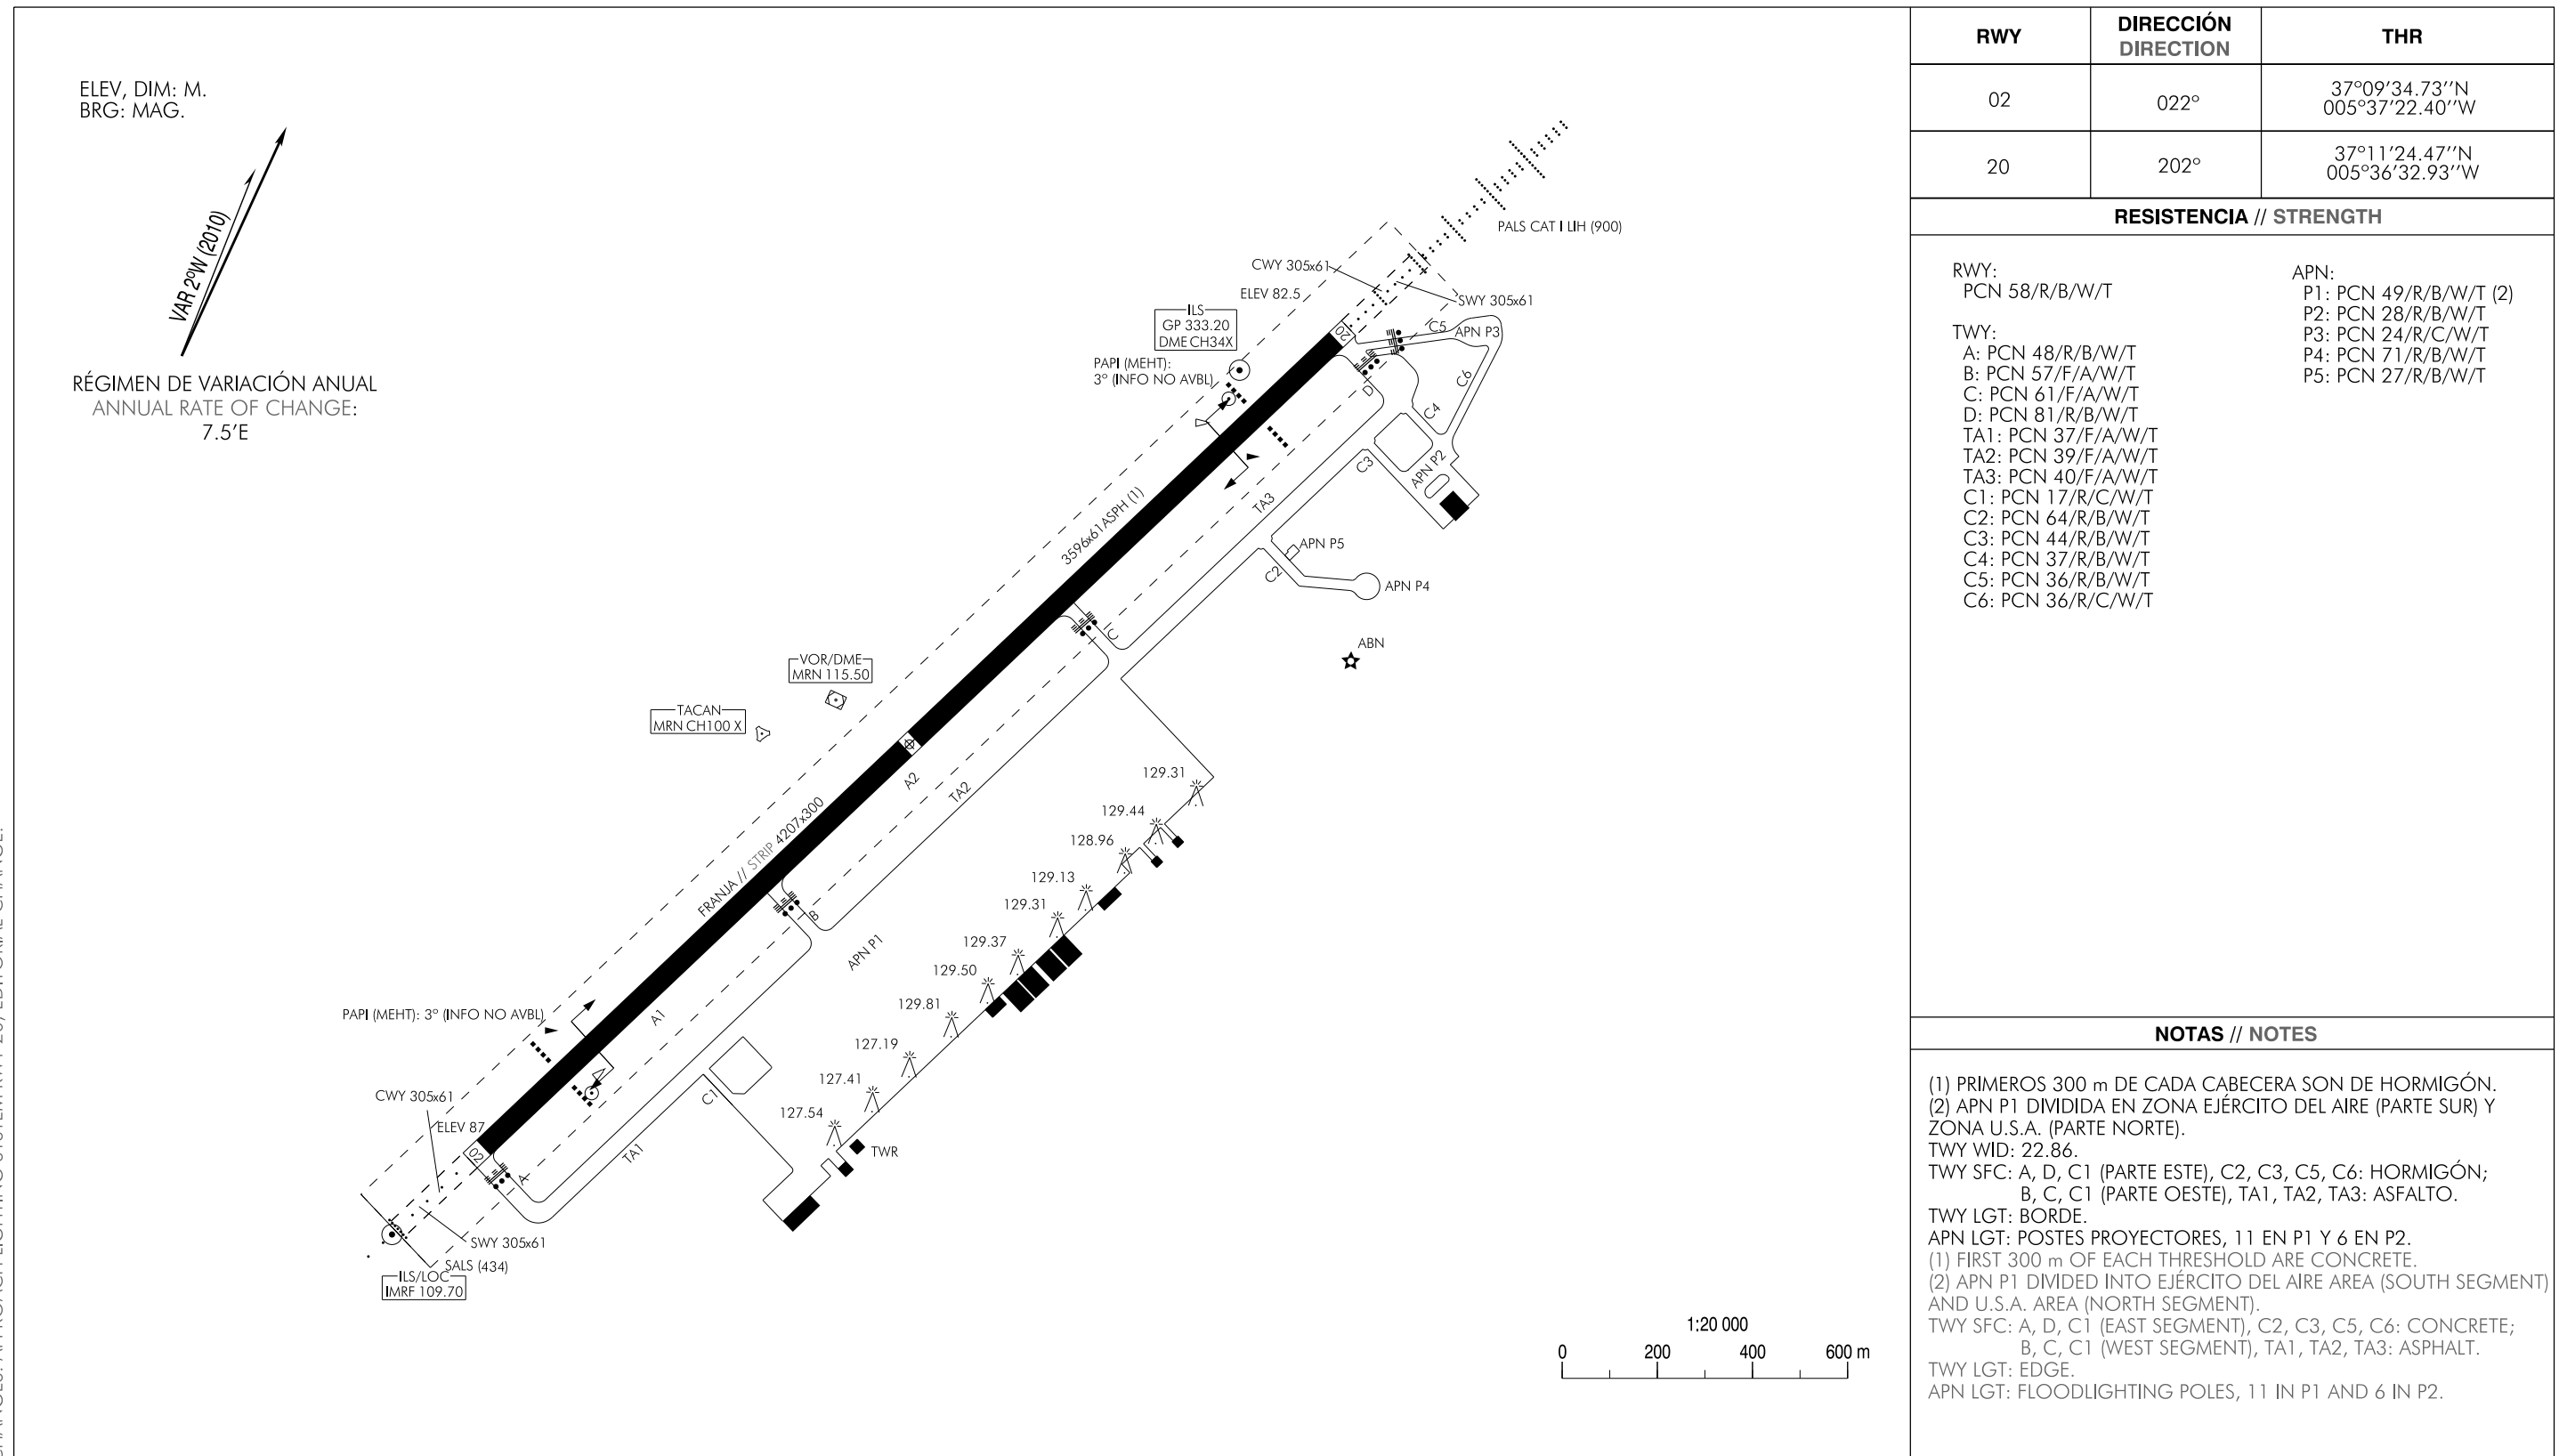 ELEV, DIM: M.
BRG: MAG.
VAR 2ºW (2010)
RÉGIMEN DE VARIACIÓN ANUAL
ANNUAL RATE OF CHANGE:
7.5'E
PALS CAT I LIH (900)
CWY 305x61
ELEV 82.5
SWY 305x61
ILS
GP 333.20
DME CH34X
PAPI (MEHT):
3º (INFO NO AVBL)
20
C5
APN P3
C6
D
C4
C3
APN P2
TA3
3596x61ASPH (1)
APN P5
C2
APN P4
C
ABN
VOR/DME
MRN 115.50
TACAN
MRN CH100 X
A2
TA2
129.31
129.44
128.96
129.13
129.31
129.37
129.50
129.81
127.19
127.41
127.54
TWR
FRANJA // STRIP 4207x300
B
APN P1
PAPI (MEHT): 3º (INFO NO AVBL)
A1
C1
TA1
CWY 305x61
ELEV 87
02
A
SWY 305x61
SALS (434)
ILS/LOC
IMRF 109.70
1:20 000
0 200 400 600 m
RWY DIRECCIÓN THR
DIRECTION
02 022º 37º09'34.73''N
005º37'22.40''W
20 202º 37º11'24.47''N
005º36'32.93''W
RESISTENCIA // STRENGTH
RWY:
PCN 58/R/B/W/T
TWY:
A: PCN 48/R/B/W/T
B: PCN 57/F/A/W/T
C: PCN 61/F/A/W/T
D: PCN 81/R/B/W/T
TA1: PCN 37/F/A/W/T
TA2: PCN 39/F/A/W/T
TA3: PCN 40/F/A/W/T
C1: PCN 17/R/C/W/T
C2: PCN 64/R/B/W/T
C3: PCN 44/R/B/W/T
C4: PCN 37/R/B/W/T
C5: PCN 36/R/B/W/T
C6: PCN 36/R/C/W/T
APN:
P1: PCN 49/R/B/W/T (2)
P2: PCN 28/R/B/W/T
P3: PCN 24/R/C/W/T
P4: PCN 71/R/B/W/T
P5: PCN 27/R/B/W/T
NOTAS // NOTES
(1) PRIMEROS 300 m DE CADA CABECERA SON DE HORMIGÓN.
(2) APN P1 DIVIDIDA EN ZONA EJÉRCITO DEL AIRE (PARTE SUR) Y
ZONA U.S.A. (PARTE NORTE).
TWY WID: 22.86.
TWY SFC: A, D, C1 (PARTE ESTE), C2, C3, C5, C6: HORMIGÓN;
B, C, C1 (PARTE OESTE), TA1, TA2, TA3: ASFALTO.
TWY LGT: BORDE.
APN LGT: POSTES PROYECTORES, 11 EN P1 Y 6 EN P2.
(1) FIRST 300 m OF EACH THRESHOLD ARE CONCRETE.
(2) APN P1 DIVIDED INTO EJÉRCITO DEL AIRE AREA (SOUTH SEGMENT)
AND U.S.A. AREA (NORTH SEGMENT).
TWY SFC: A, D, C1 (EAST SEGMENT), C2, C3, C5, C6: CONCRETE;
B, C, C1 (WEST SEGMENT), TA1, TA2, TA3: ASPHALT.
TWY LGT: EDGE.
APN LGT: FLOODLIGHTING POLES, 11 IN P1 AND 6 IN P2.